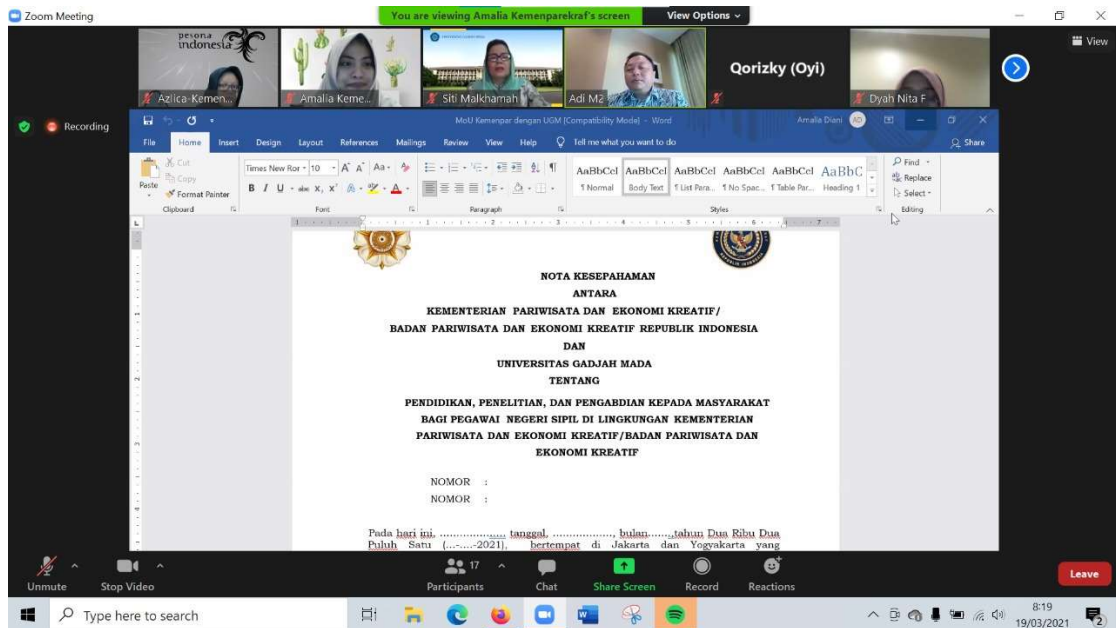 Zoom Meeting
You are viewing Amalia Kemenparekraf's screen
View Options
View
pesona
indonesia
Azlica-Kemen...
Amalia Keme...
Siti Malkhamah
Adi M2
Qorizky (Oyi)
Dyah Nita F
Recording
MoU Kemenpar dengan UGM [Compatibility Mode] - Word
Amalia Diani
AD
File Home Insert Design Layout References Mailings Review View Help Tell me what you want to do
Share
Paste
Cut
Copy
Format Painter
Clipboard
Times New Ror 10
Font
Paragraph
AaBbCcI AaBbCcI AaBbCcI AaBbCcI AaBbCcI AaBbC
¶ Normal Body Text ¶ List Para... ¶ No Spac... ¶ Table Par... Heading 1
Styles
Find
Replace
Select
Editing
NOTA KESEPAHAMAN
ANTARA
KEMENTERIAN PARIWISATA DAN EKONOMI KREATIF/
BADAN PARIWISATA DAN EKONOMI KREATIF REPUBLIK INDONESIA
DAN
UNIVERSITAS GADJAH MADA
TENTANG
PENDIDIKAN, PENELITIAN, DAN PENGABDIAN KEPADA MASYARAKAT
BAGI PEGAWAI NEGERI SIPIL DI LINGKUNGAN KEMENTERIAN
PARIWISATA DAN EKONOMI KREATIF/BADAN PARIWISATA DAN
EKONOMI KREATIF
NOMOR :
NOMOR :
Pada hari ini, ..................... tanggal, .................., bulan........,tahun Dua Ribu Dua
Puluh Satu (...-....-2021), bertempat di Jakarta dan Yogyakarta yang
Unmute
Stop Video
Participants
17
Chat
Share Screen
Record
Reactions
Leave
Type here to search
8:19
19/03/2021
2